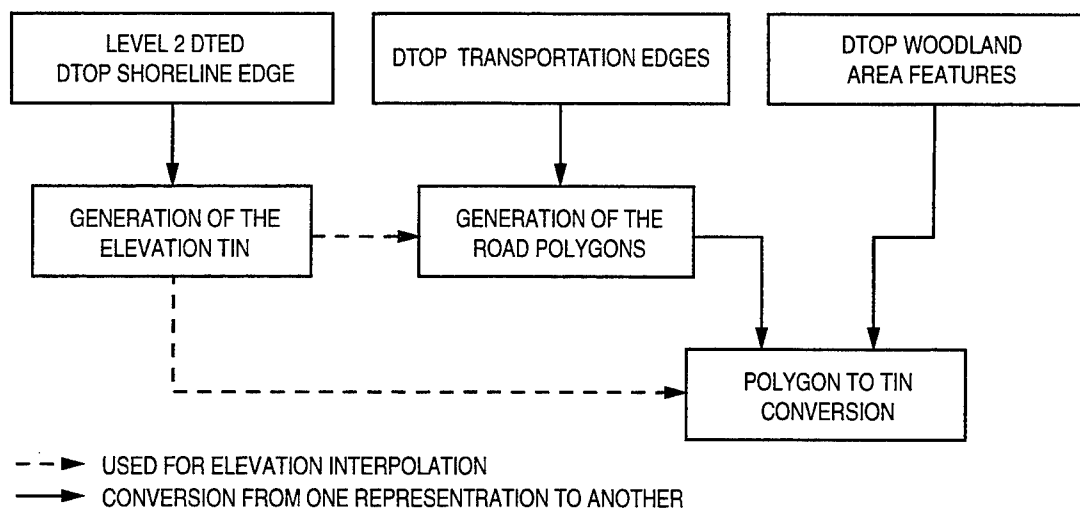 LEVEL 2 DTED
DTOP SHORELINE EDGE
DTOP TRANSPORTATION EDGES
DTOP WOODLAND
AREA FEATURES
GENERATION OF THE
ELEVATION TIN
GENERATION OF THE
ROAD POLYGONS
POLYGON TO TIN
CONVERSION
USED FOR ELEVATION INTERPOLATION
CONVERSION FROM ONE REPRESENTRATION TO ANOTHER